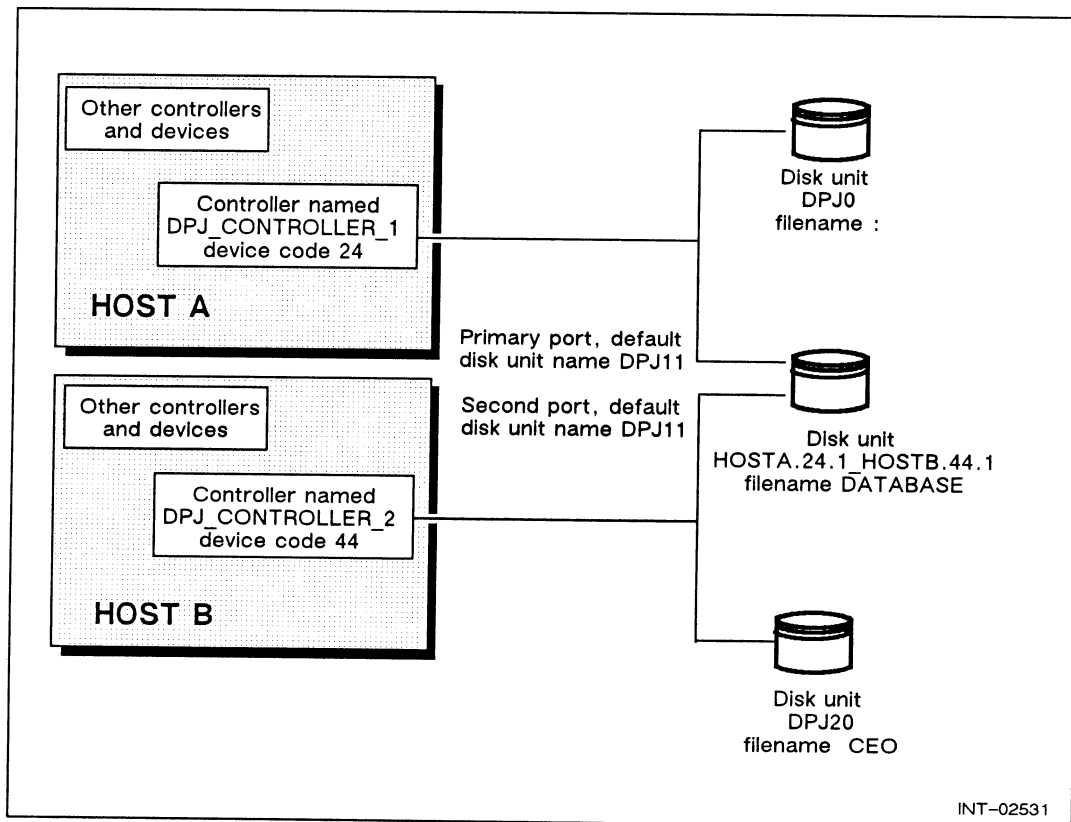 Other controllers
and devices
Controller named
DPJ_CONTROLLER_1
device code 24
HOST A
Disk unit
DPJ0
filename :
Primary port, default
disk unit name DPJ11
Other controllers
and devices
Second port, default
disk unit name DPJ11
Controller named
DPJ_CONTROLLER_2
device code 44
HOST B
Disk unit
HOSTA.24.1_HOSTB.44.1
filename DATABASE
Disk unit
DPJ20
filename CEO
INT-02531